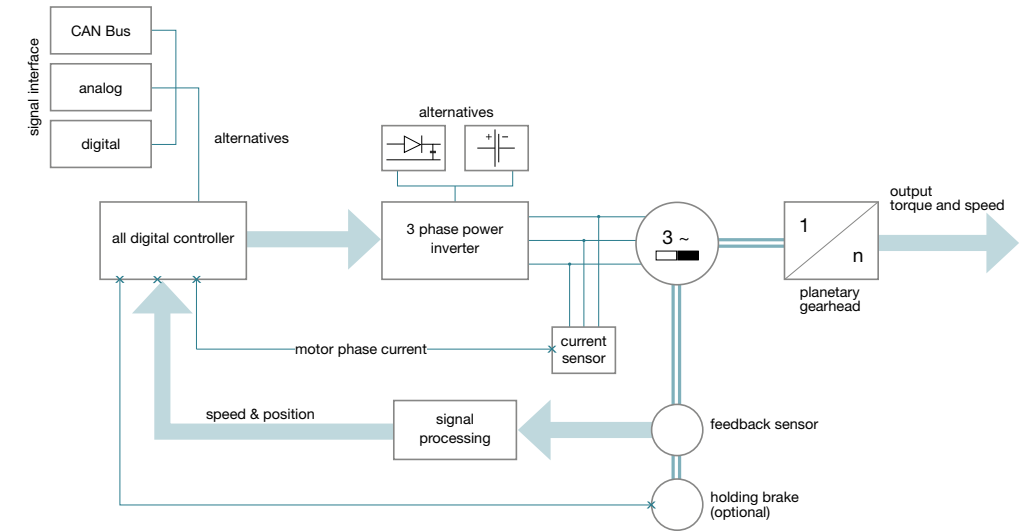 signal interface
CAN Bus
analog
digital
alternatives
alternatives
+ −
all digital controller
3 phase power
inverter
3 ~
1
n
output
torque and speed
planetary
gearhead
motor phase current
current
sensor
speed & position
signal
processing
feedback sensor
holding brake
(optional)